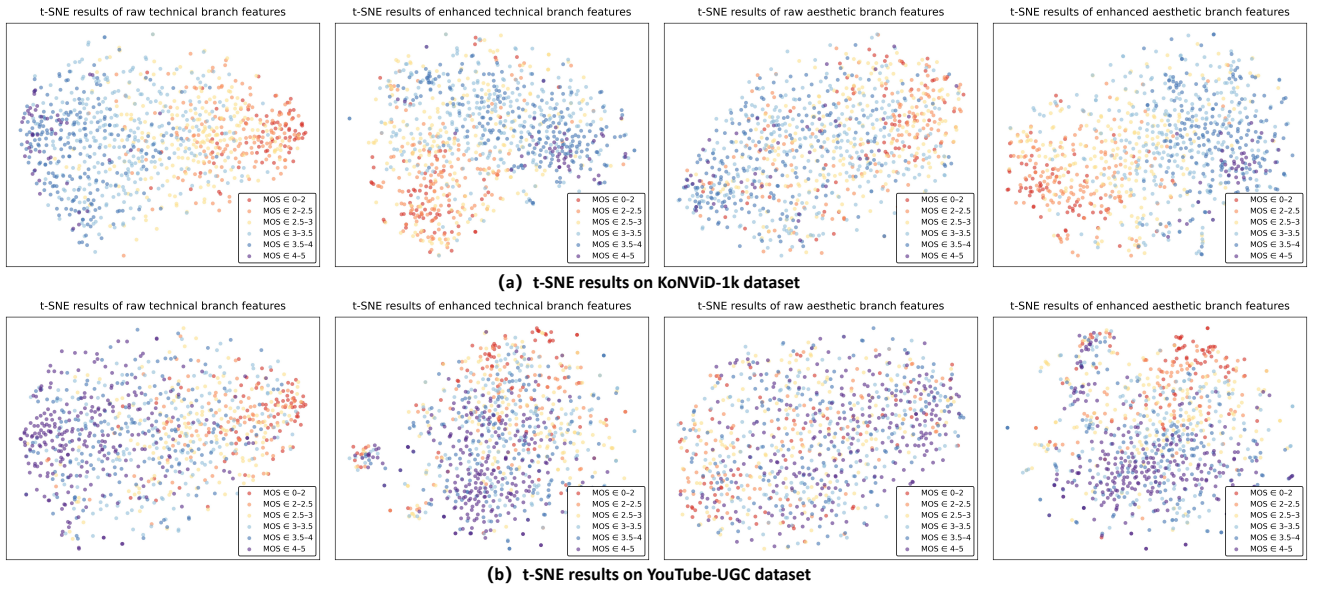 t-SNE results of raw technical branch features
t-SNE results of enhanced technical branch features
t-SNE results of raw aesthetic branch features
t-SNE results of enhanced aesthetic branch features
MOS ∈ 0–2
MOS ∈ 2–2.5
MOS ∈ 2.5–3
MOS ∈ 3–3.5
MOS ∈ 3.5–4
MOS ∈ 4–5
MOS ∈ 0–2
MOS ∈ 2–2.5
MOS ∈ 2.5–3
MOS ∈ 3–3.5
MOS ∈ 3.5–4
MOS ∈ 4–5
MOS ∈ 0–2
MOS ∈ 2–2.5
MOS ∈ 2.5–3
MOS ∈ 3–3.5
MOS ∈ 3.5–4
MOS ∈ 4–5
MOS ∈ 0–2
MOS ∈ 2–2.5
MOS ∈ 2.5–3
MOS ∈ 3–3.5
MOS ∈ 3.5–4
MOS ∈ 4–5
(a) t-SNE results on KoNViD-1k dataset
t-SNE results of raw technical branch features
t-SNE results of enhanced technical branch features
t-SNE results of raw aesthetic branch features
t-SNE results of enhanced aesthetic branch features
MOS ∈ 0–2
MOS ∈ 2–2.5
MOS ∈ 2.5–3
MOS ∈ 3–3.5
MOS ∈ 3.5–4
MOS ∈ 4–5
MOS ∈ 0–2
MOS ∈ 2–2.5
MOS ∈ 2.5–3
MOS ∈ 3–3.5
MOS ∈ 3.5–4
MOS ∈ 4–5
MOS ∈ 0–2
MOS ∈ 2–2.5
MOS ∈ 2.5–3
MOS ∈ 3–3.5
MOS ∈ 3.5–4
MOS ∈ 4–5
MOS ∈ 0–2
MOS ∈ 2–2.5
MOS ∈ 2.5–3
MOS ∈ 3–3.5
MOS ∈ 3.5–4
MOS ∈ 4–5
(b) t-SNE results on YouTube-UGC dataset